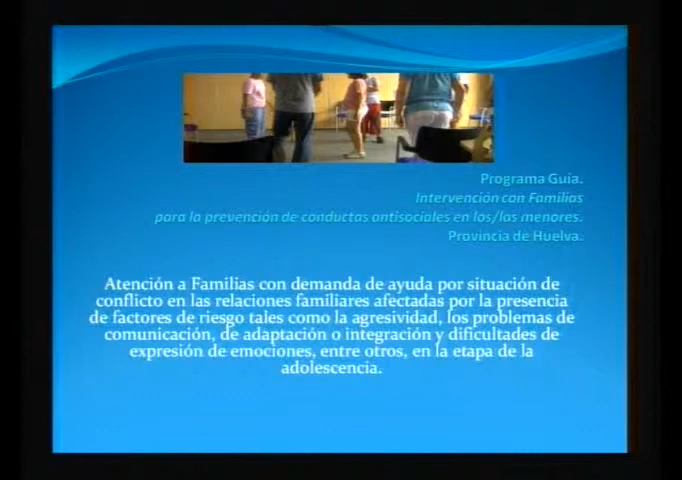 Programa Guía.
Intervención con Familias
para la prevención de conductas antisociales en los/las menores.
Provincia de Huelva.
Atención a Familias con demanda de ayuda por situación de
conflicto en las relaciones familiares afectadas por la presencia
de factores de riesgo tales como la agresividad, los problemas de
comunicación, de adaptación o integración y dificultades de
expresión de emociones, entre otros, en la etapa de la
adolescencia.